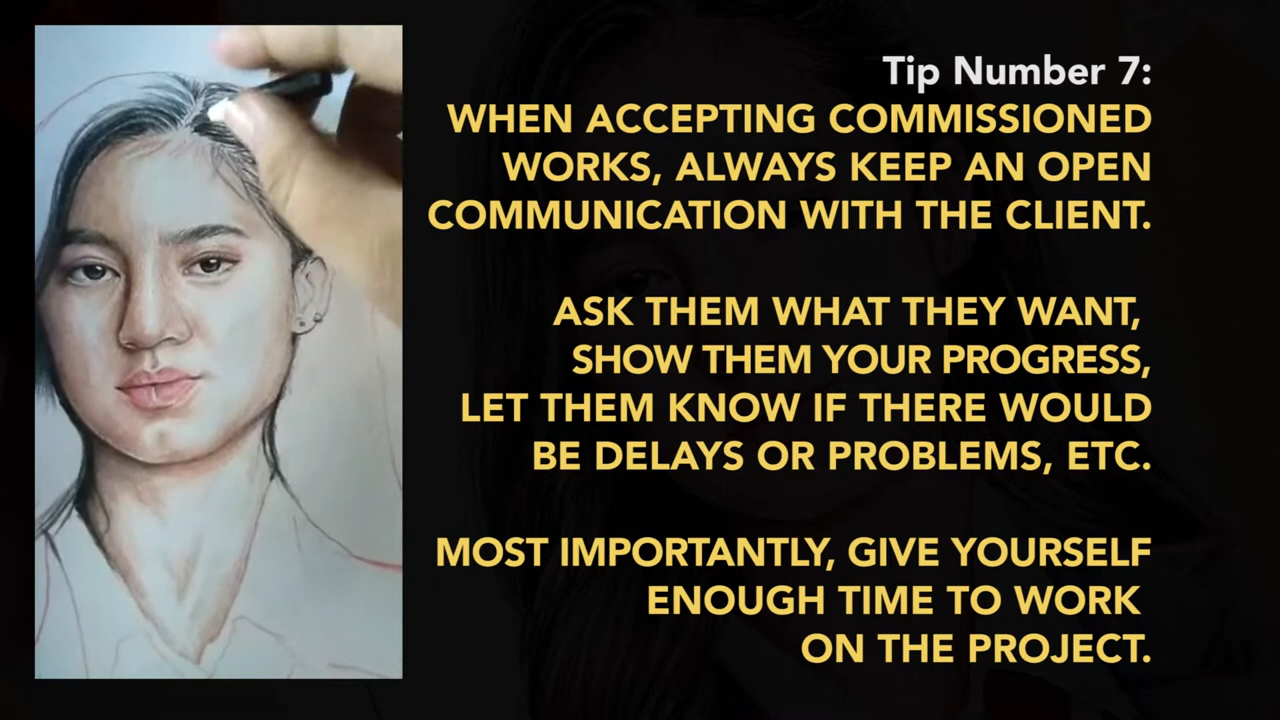 Tip Number 7:
WHEN ACCEPTING COMMISSIONED
WORKS, ALWAYS KEEP AN OPEN
COMMUNICATION WITH THE CLIENT.
ASK THEM WHAT THEY WANT,
SHOW THEM YOUR PROGRESS,
LET THEM KNOW IF THERE WOULD
BE DELAYS OR PROBLEMS, ETC.
MOST IMPORTANTLY, GIVE YOURSELF
ENOUGH TIME TO WORK
ON THE PROJECT.